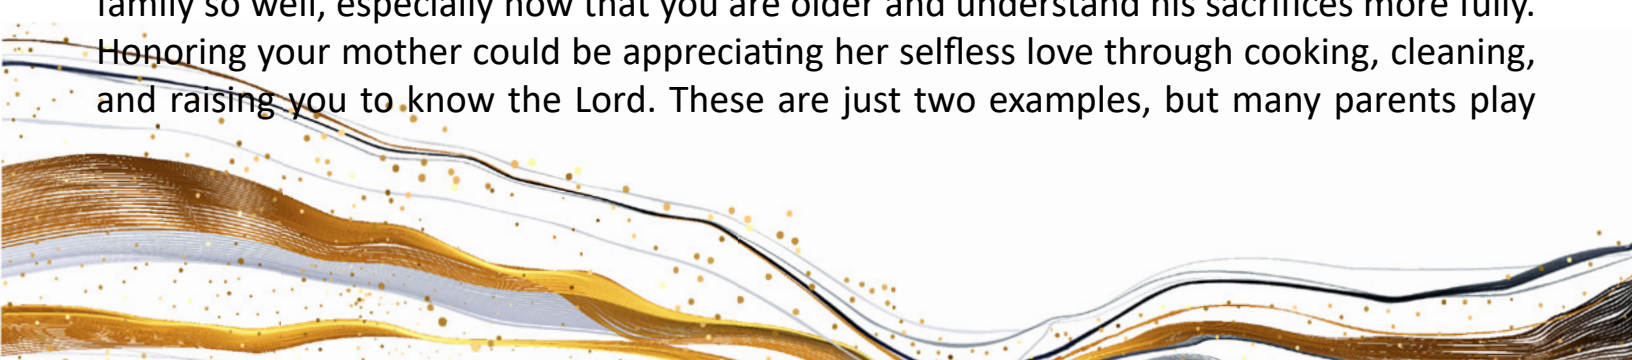 family so well, especially now that you are older and understand his sacrifices more fully.
Honoring your mother could be appreciating her selfless love through cooking, cleaning,
and raising you to know the Lord. These are just two examples, but many parents play